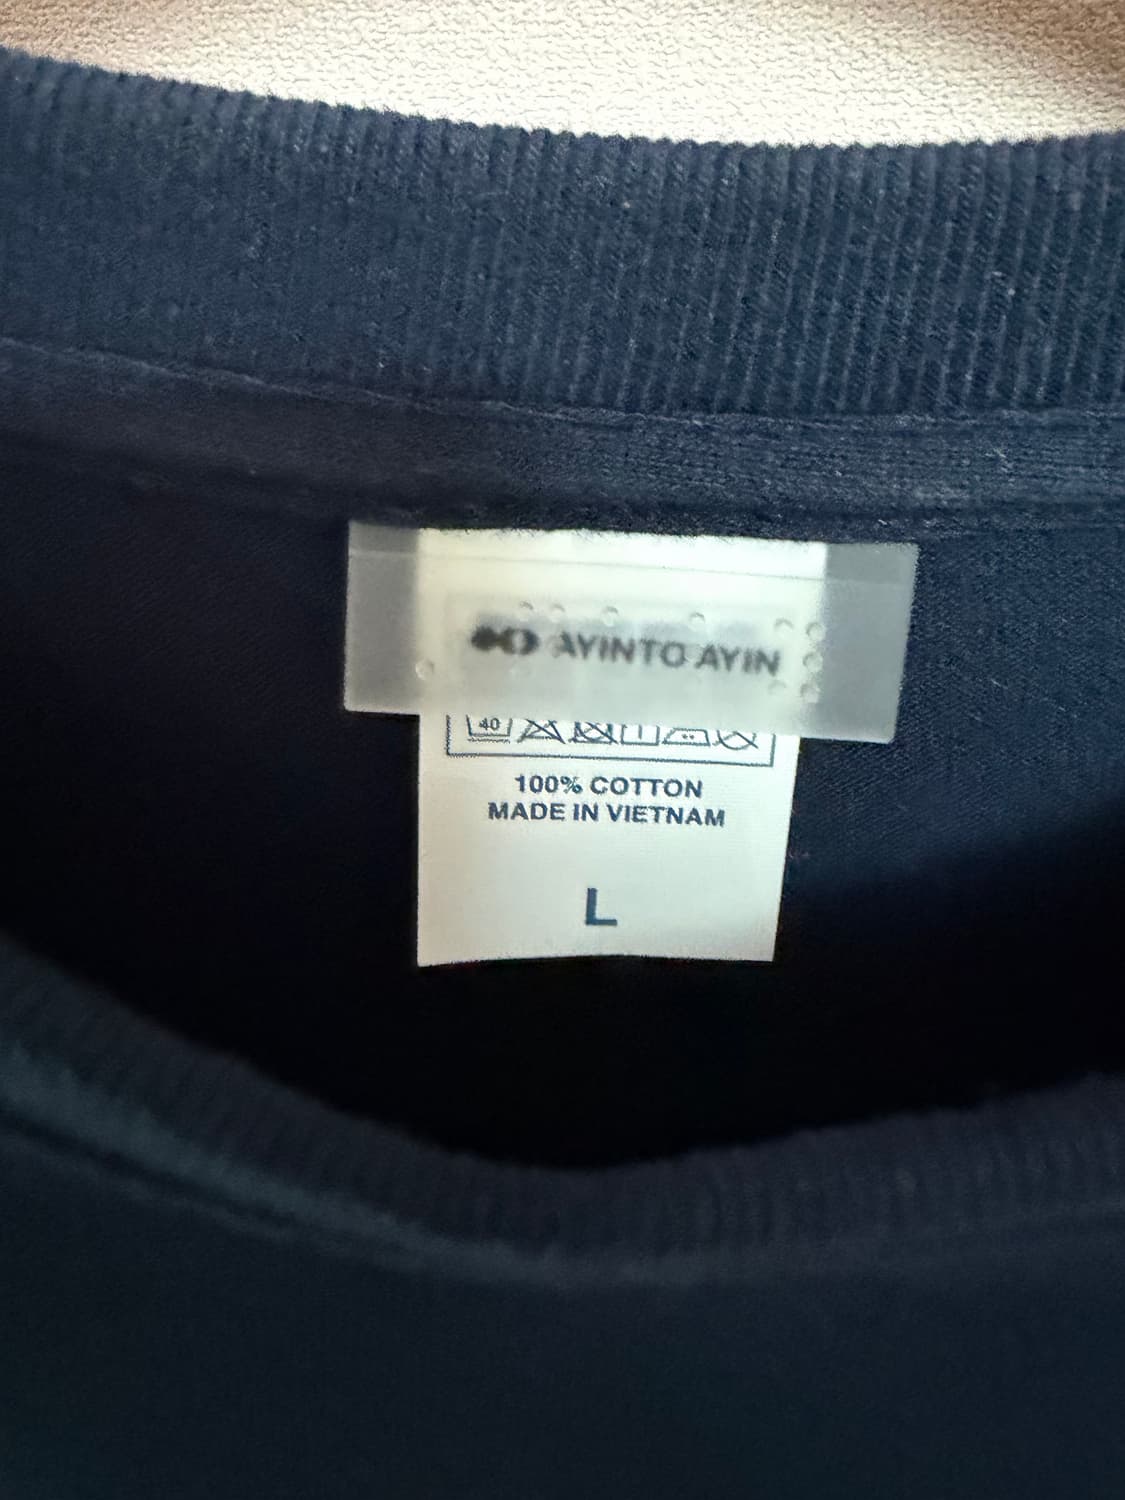 AYINTO AYIN
40
100% COTTON
MADE IN VIETNAM
L